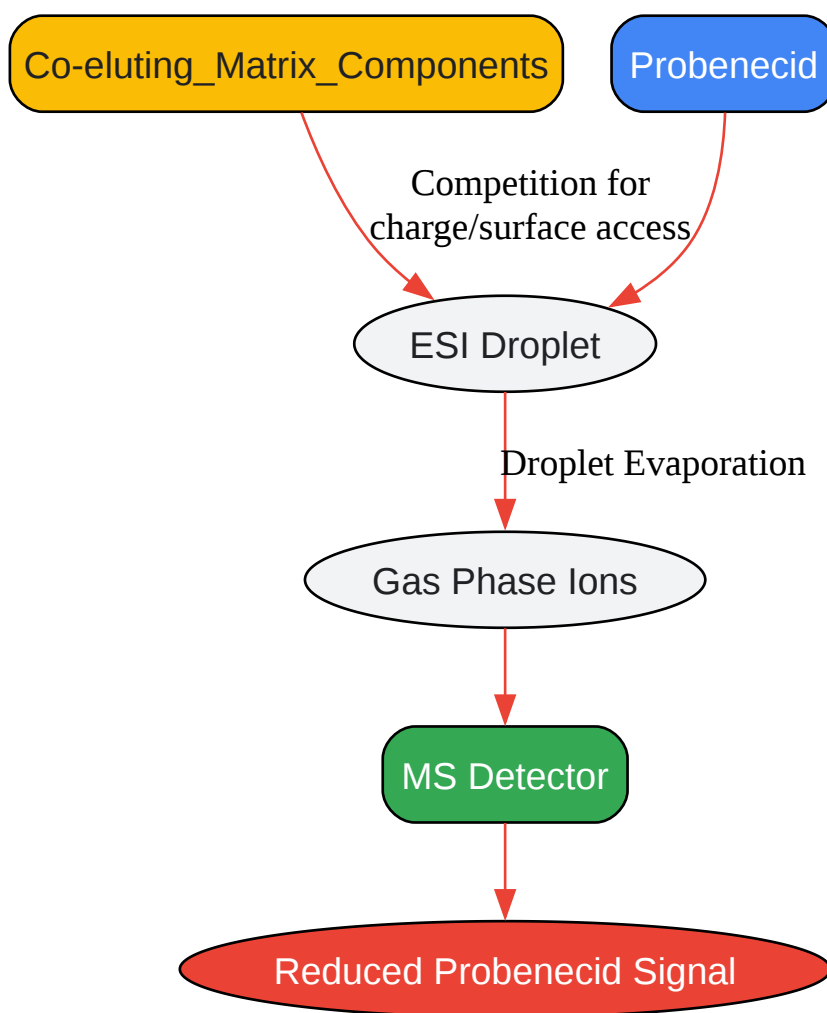 Co-eluting_Matrix_Components
Probenecid
Competition for
charge/surface access
ESI Droplet
Droplet Evaporation
Gas Phase Ions
MS Detector
Reduced Probenecid Signal